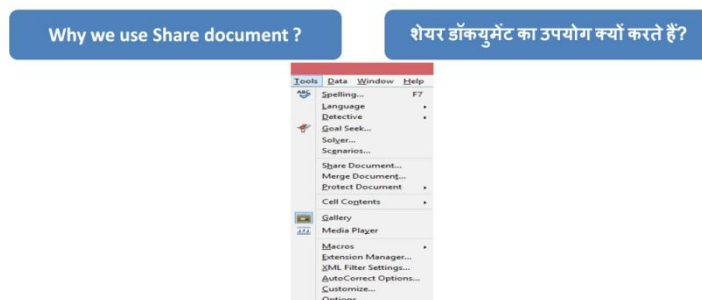 Why we use Share document ?
शेयर डॉकयुमेंट का उपयोग क्यों करते हैं?
Tools Data Window Help
ABC Spelling... F7
Language
Detective
Goal Seek...
Solver...
Scenarios...
Share Document...
Merge Document...
Protect Document
Cell Contents
Gallery
Media Player
Macros
Extension Manager...
XML Filter Settings...
AutoCorrect Options...
Customize...
Options...